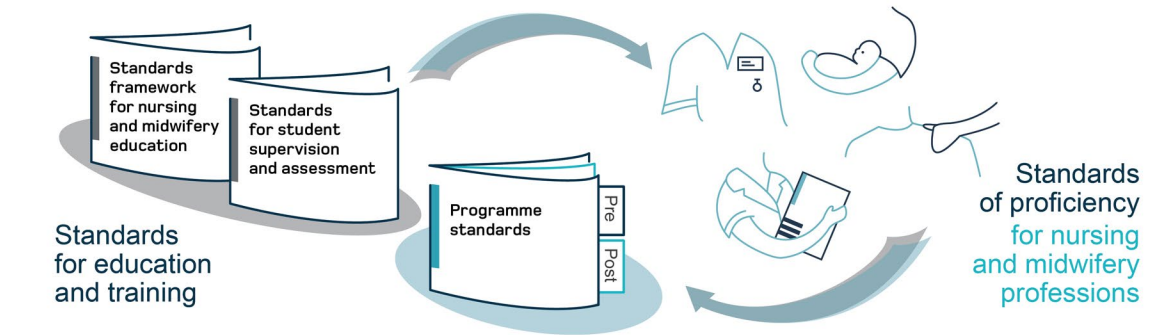 Standards
framework
for nursing
and midwifery
education
Standards
for student
supervision
and assessment
Programme
standards
Pre
Post
Standards
for education
and training
Standards
of proficiency
for nursing
and midwifery
professions